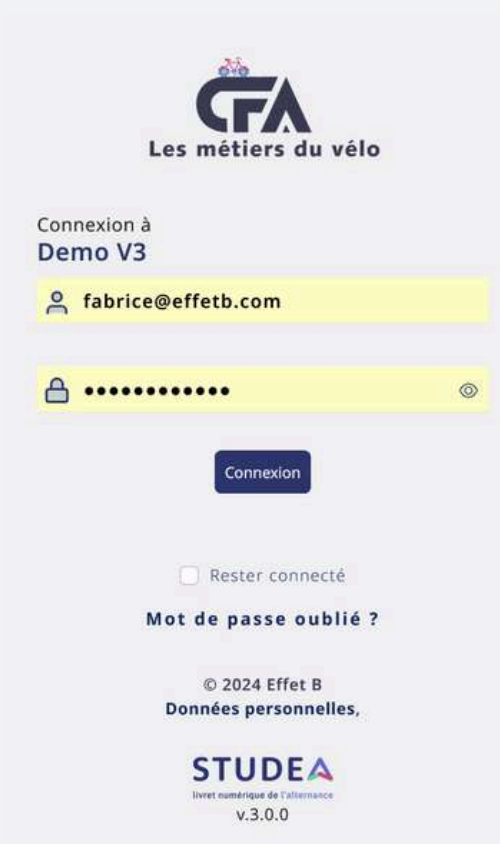 CFA
Les métiers du vélo
Connexion à
Demo V3
fabrice@effetb.com
••••••••••••
Connexion
Rester connecté
Mot de passe oublié ?
© 2024 Effet B
Données personnelles,
STUDEA
livret numérique de l'alternance
v.3.0.0